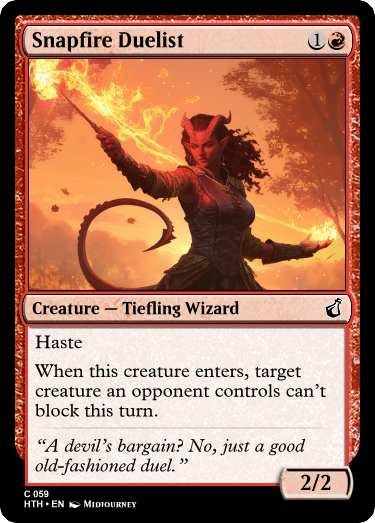 Snapfire Duelist 1
Creature — Tiefling Wizard
Haste
When this creature enters, target
creature an opponent controls can't
block this turn.
“A devil's bargain? No, just a good
old-fashioned duel.”
2/2
C 059
HTH • EN Midjourney